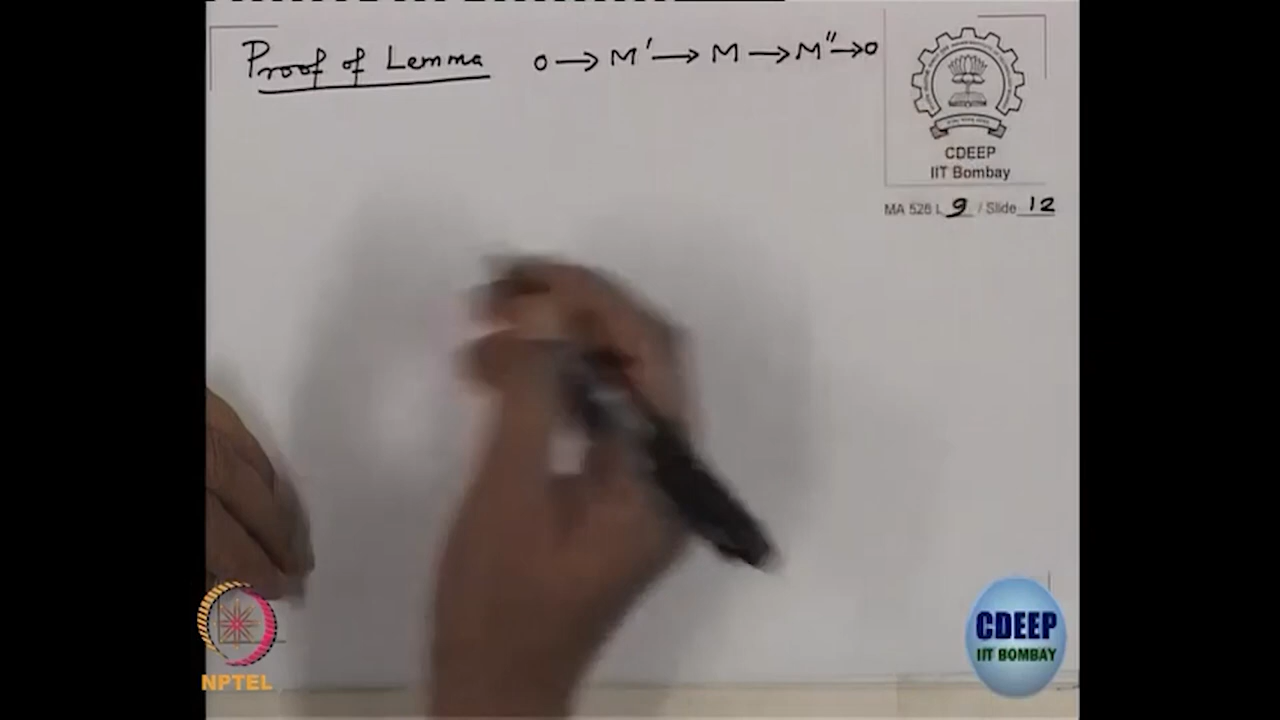 Proof of Lemma 0 → M' → M → M'' → 0
CDEEP
IIT Bombay
MA 526 L 9 / Slide 12
CDEEP
IIT BOMBAY
NPTEL